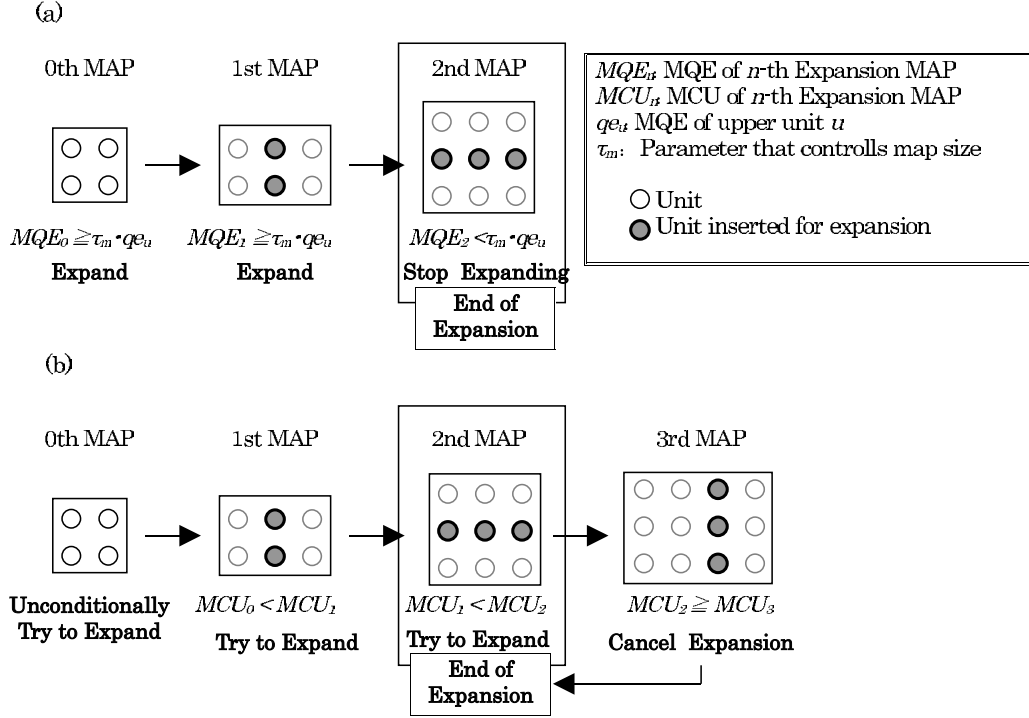 (a)
0th MAP
1st MAP
2nd MAP
MQEₙ: MQE of n-th Expansion MAP
MCUₙ: MCU of n-th Expansion MAP
qeᵤ: MQE of upper unit u
τₘ: Parameter that controlls map size
Unit
Unit inserted for expansion
MQE₀≧τₘ・qeᵤ
MQE₁≧τₘ・qeᵤ
MQE₂<τₘ・qeᵤ
Expand
Expand
Stop Expanding
End of
Expansion
(b)
0th MAP
1st MAP
2nd MAP
3rd MAP
Unconditionally
Try to Expand
MCU₀<MCU₁
Try to Expand
MCU₁<MCU₂
Try to Expand
MCU₂≧MCU₃
Cancel Expansion
End of
Expansion